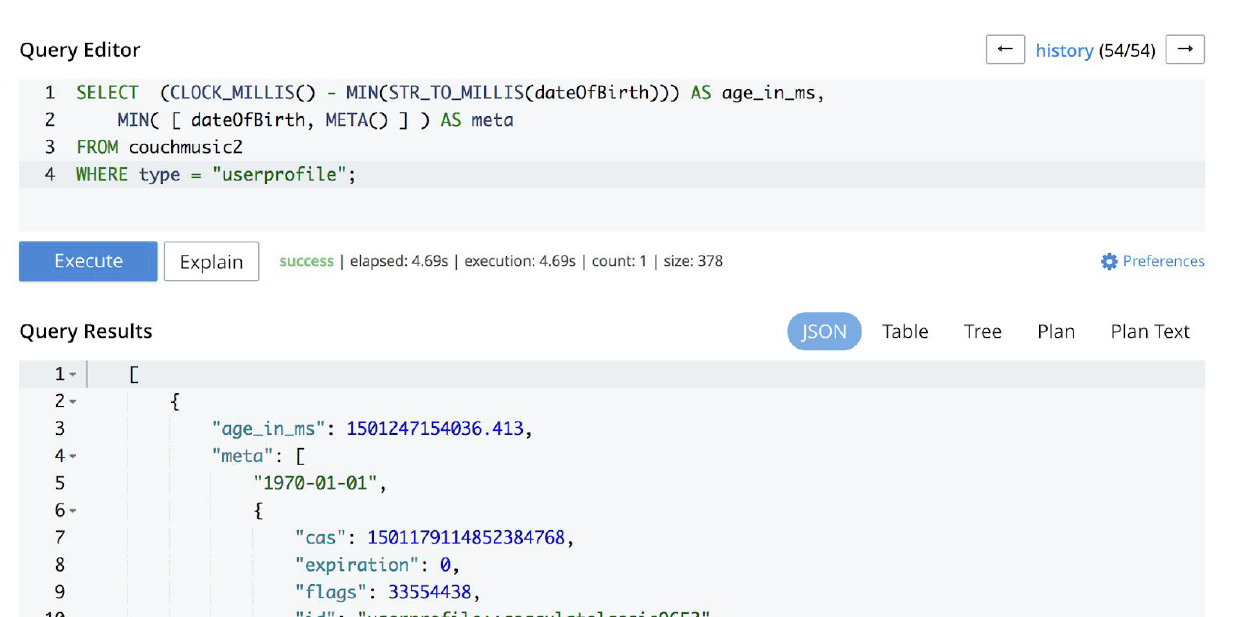 Query Editor
← history (54/54) →
1 SELECT (CLOCK_MILLIS() - MIN(STR_TO_MILLIS(dateOfBirth))) AS age_in_ms,
2 MIN( [ dateOfBirth, META() ] ) AS meta
3 FROM couchmusic2
4 WHERE type = "userprofile";
Execute Explain success | elapsed: 4.69s | execution: 4.69s | count: 1 | size: 378 Preferences
Query Results JSON Table Tree Plan Plan Text
1 [
2 {
3 "age_in_ms": 1501247154036.413,
4 "meta": [
5 "1970-01-01",
6 {
7 "cas": 1501179114852384768,
8 "expiration": 0,
9 "flags": 33554438,
10 "id":